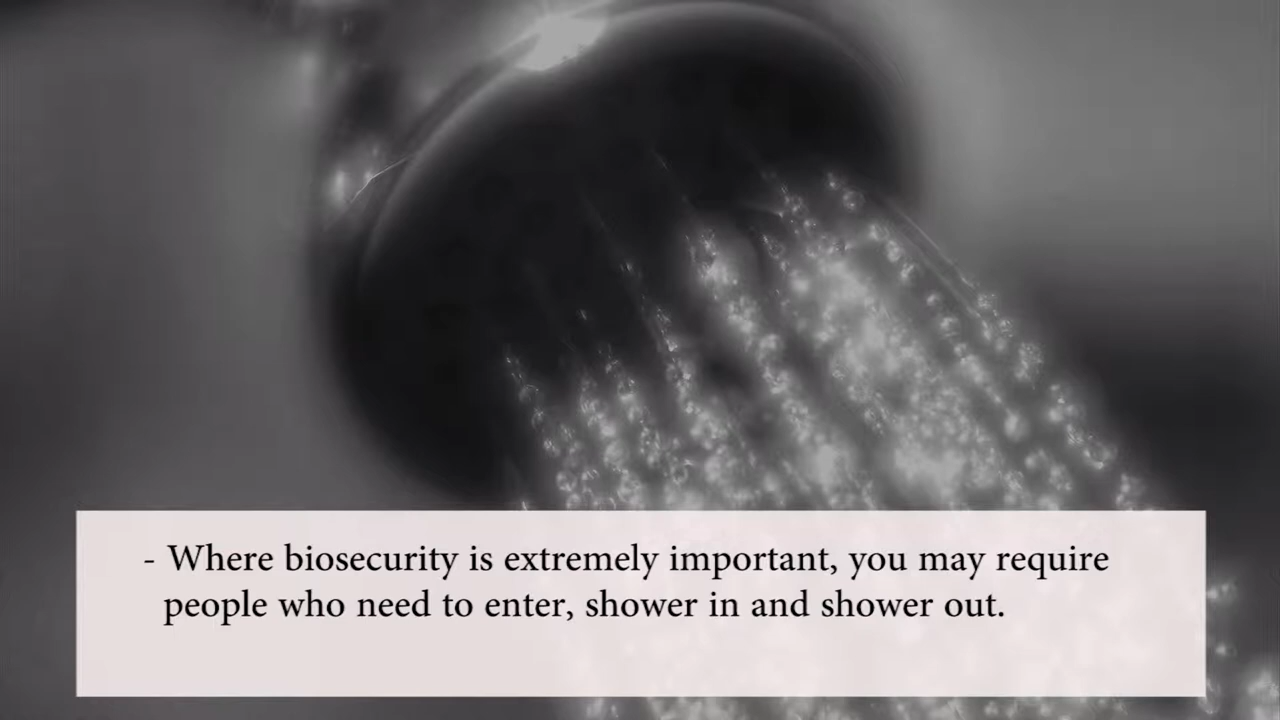 - Where biosecurity is extremely important, you may require
people who need to enter, shower in and shower out.